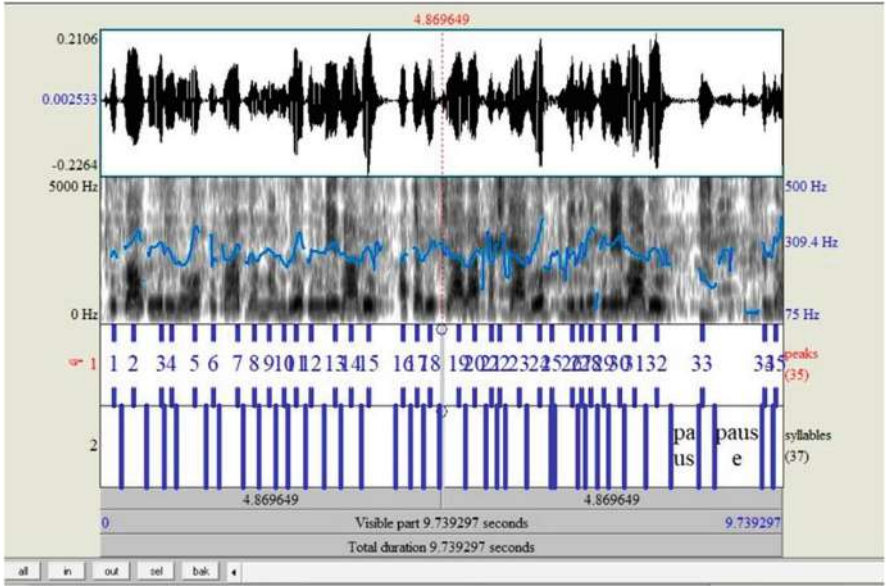 4.869649
0.2106
0.002533
-0.2264
5000 Hz
500 Hz
309.4 Hz
0 Hz
75 Hz
1
1 2 3 4 5 6 7 8 9 10 11 12 13 14 15 16 17 18 19 20 21 22 23 24 25 26 27 28 29 30 31 32 33 34 35
peaks
(35)
2
pa
us
paus
e
syllables
(37)
4.869649 4.869649
0 Visible part 9.739297 seconds 9.739297
Total duration 9.739297 seconds
all in out sel bak